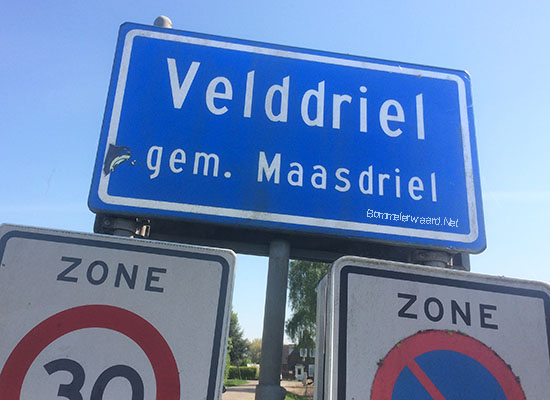 Velddriel
gem. Maasdriel
Bommelerwaard.Net
ZONE
30
ZONE